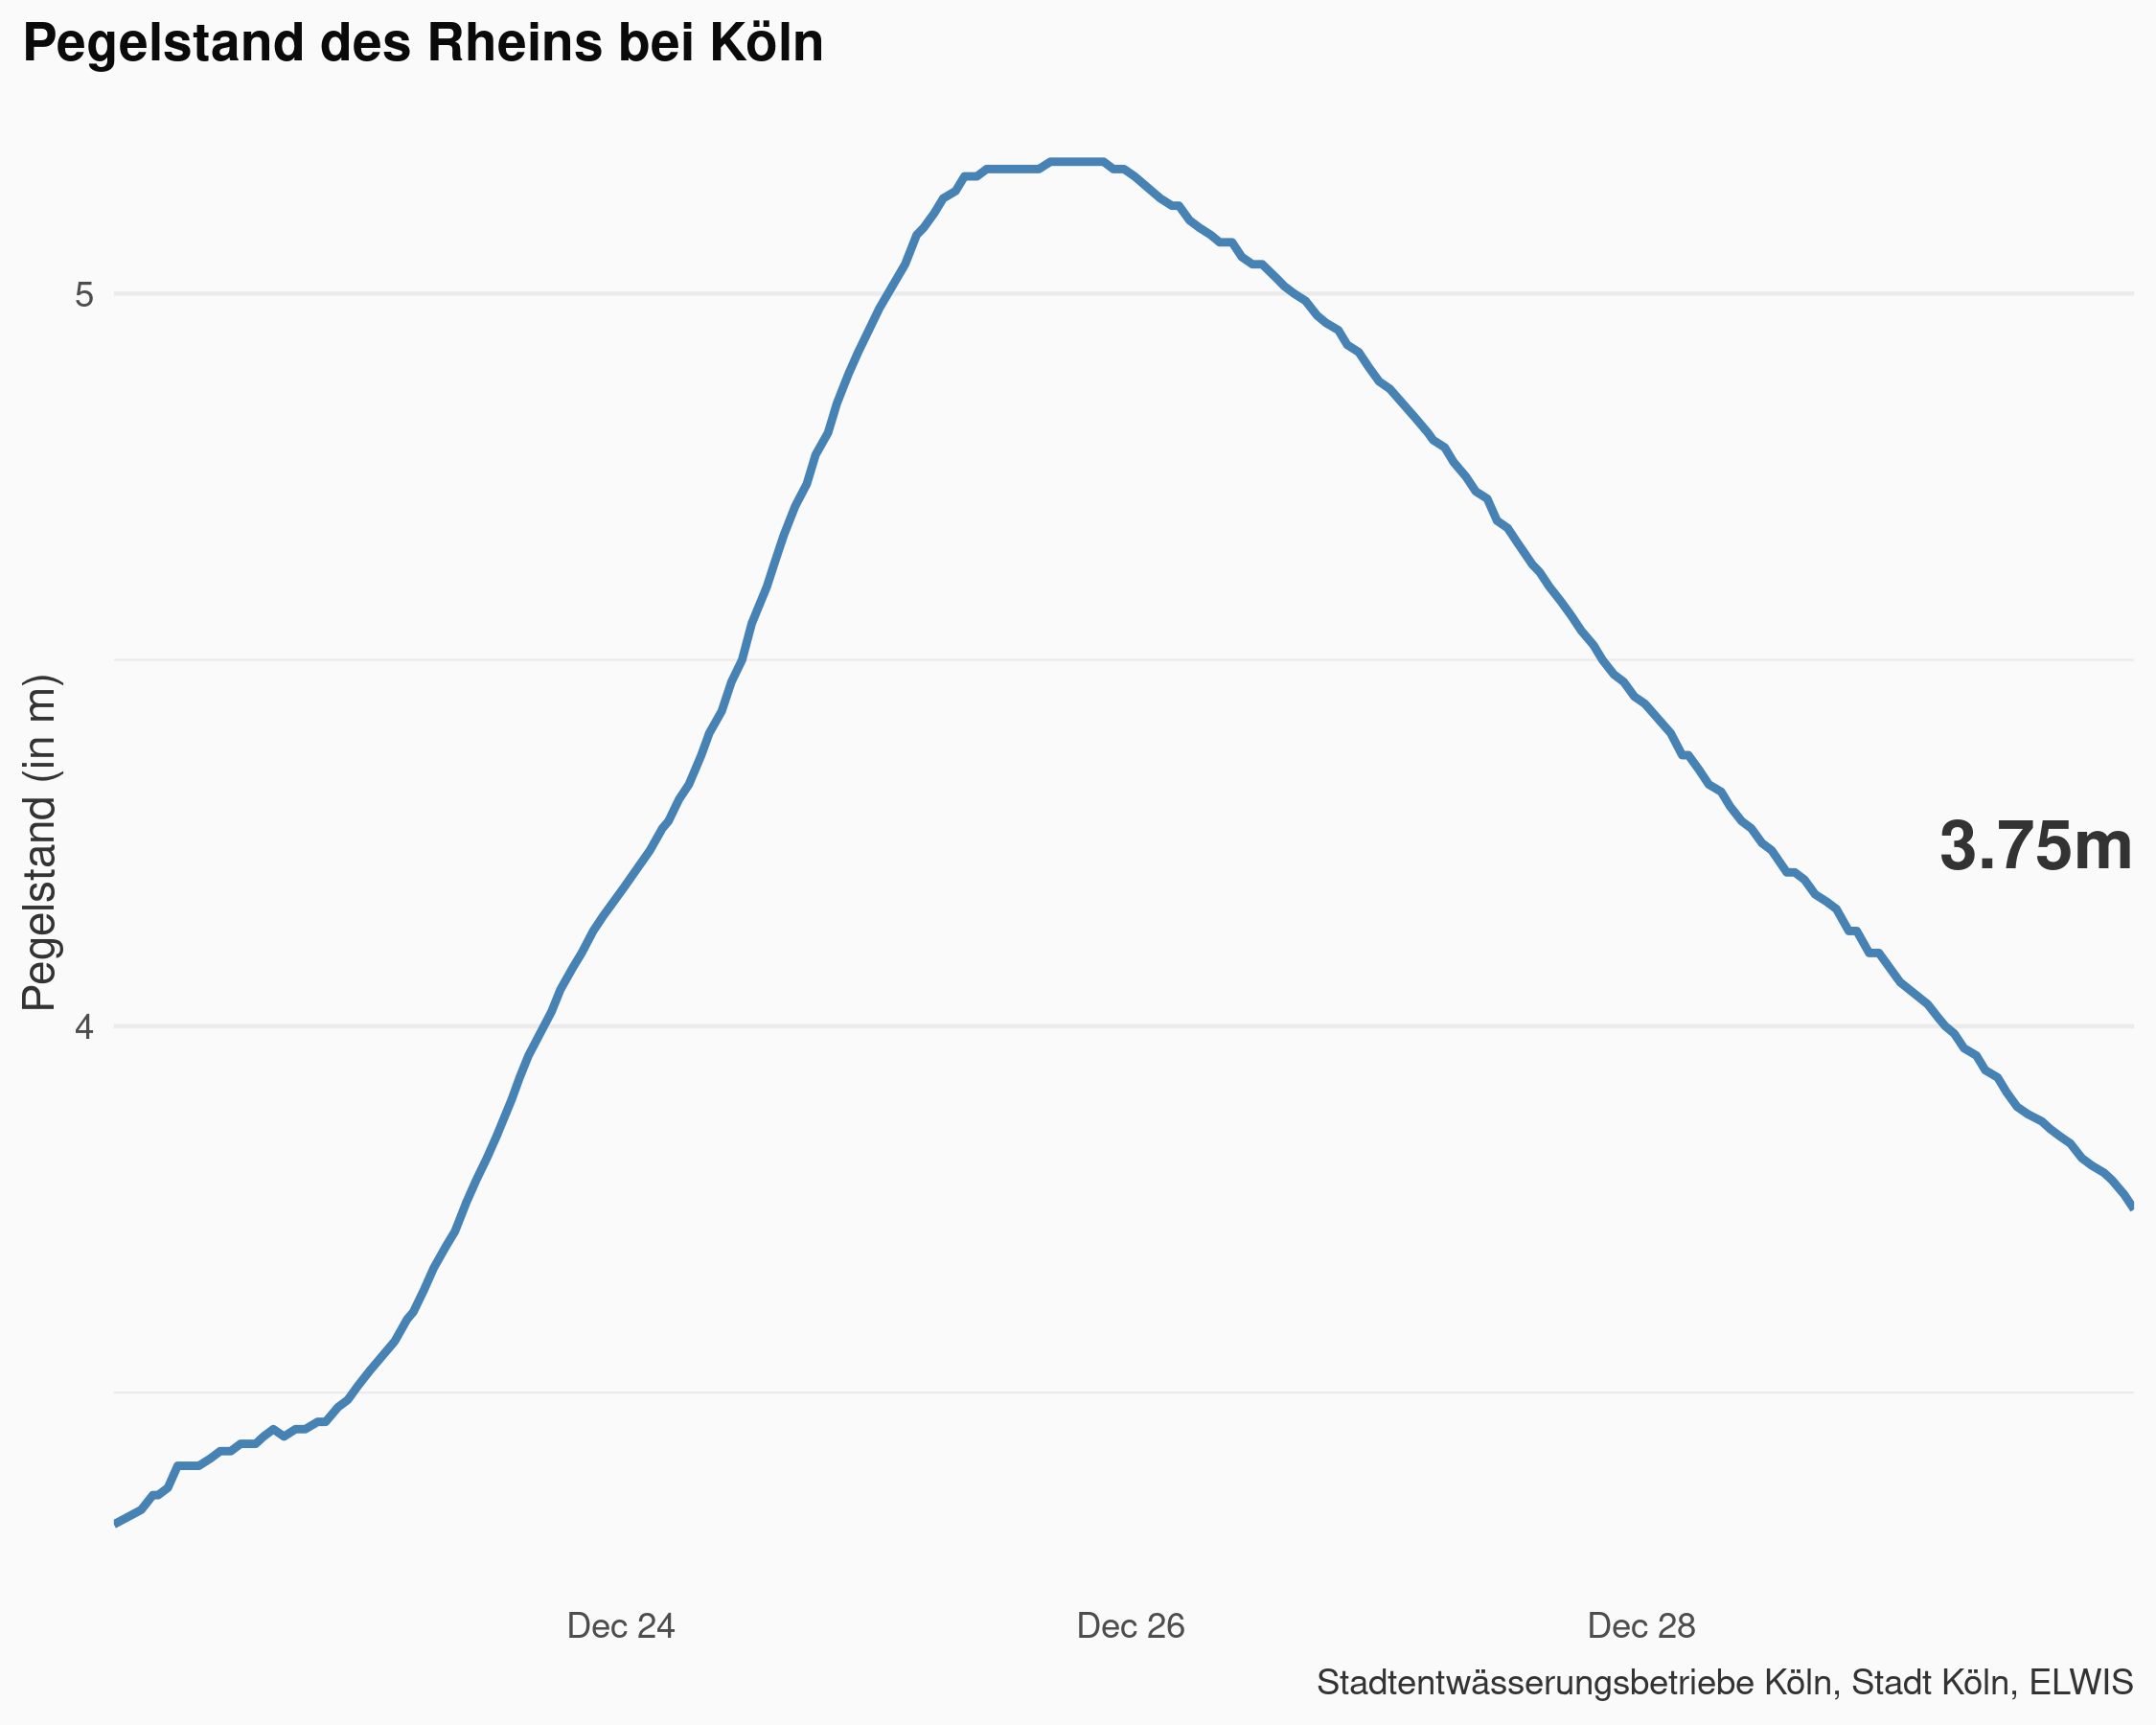 Pegelstand des Rheins bei Köln
Pegelstand (in m)
5
4
3.75m
Dec 24
Dec 26
Dec 28
Stadtentwässerungsbetriebe Köln, Stadt Köln, ELWIS